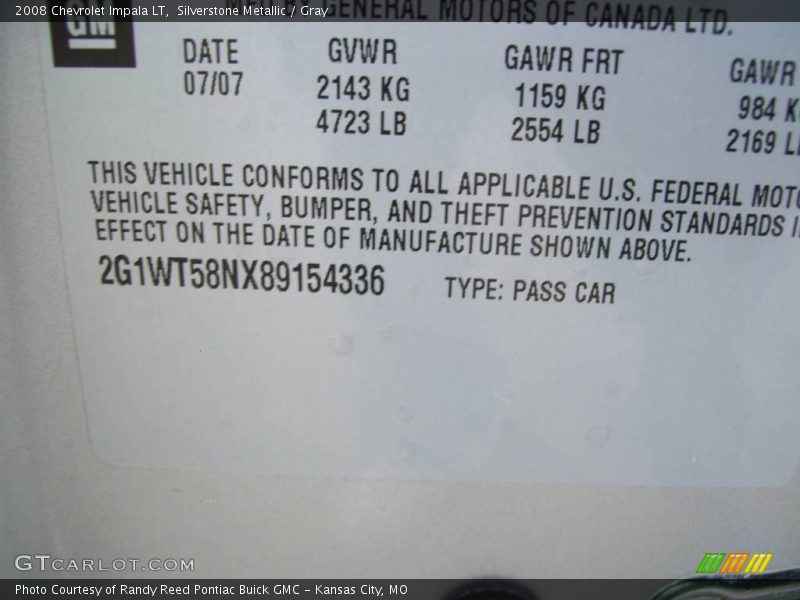 2008 Chevrolet Impala LT, Silverstone Metallic / Gray
GENERAL MOTORS OF CANADA LTD.
GM
DATE GVWR GAWR FRT GAWR
07/07 2143 KG 1159 KG 984 K
4723 LB 2554 LB 2169 L
THIS VEHICLE CONFORMS TO ALL APPLICABLE U.S. FEDERAL MOTO
VEHICLE SAFETY, BUMPER, AND THEFT PREVENTION STANDARDS I
EFFECT ON THE DATE OF MANUFACTURE SHOWN ABOVE.
2G1WT58NX89154336 TYPE: PASS CAR
GTCARLOT.COM
Photo Courtesy of Randy Reed Pontiac Buick GMC - Kansas City, MO